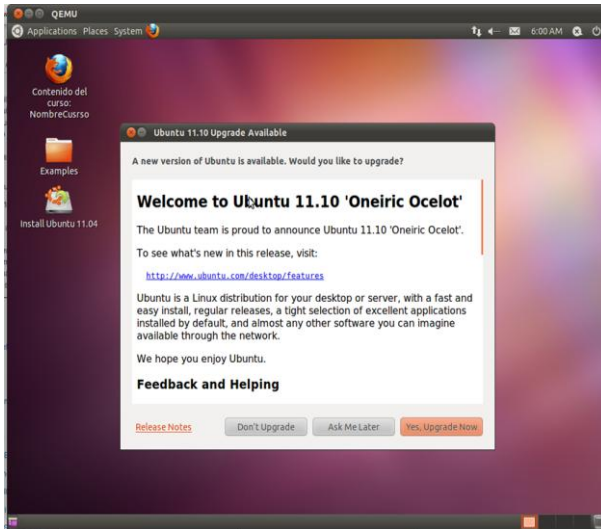 QEMU
Applications Places System
6:00 AM
Contenido del
curso:
NombreCusrso
Examples
Install Ubuntu 11.04
Ubuntu 11.10 Upgrade Available
A new version of Ubuntu is available. Would you like to upgrade?
Welcome to Ubuntu 11.10 'Oneiric Ocelot'
The Ubuntu team is proud to announce Ubuntu 11.10 'Oneiric Ocelot'.
To see what's new in this release, visit:
http://www.ubuntu.com/desktop/features
Ubuntu is a Linux distribution for your desktop or server, with a fast and
easy install, regular releases, a tight selection of excellent applications
installed by default, and almost any other software you can imagine
available through the network.
We hope you enjoy Ubuntu.
Feedback and Helping
Release Notes
Don't Upgrade
Ask Me Later
Yes, Upgrade Now